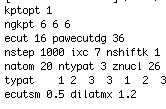 kptopt 1
ngkpt 6 6 6
ecut 16 pawecutdg 36
nstep 1000 ixc 7 nshiftk 1
natom 20 ntypat 3 znucl 26
typat 1 2 3 3 1 2 3
ecutsm 0.5 dilatmx 1.2